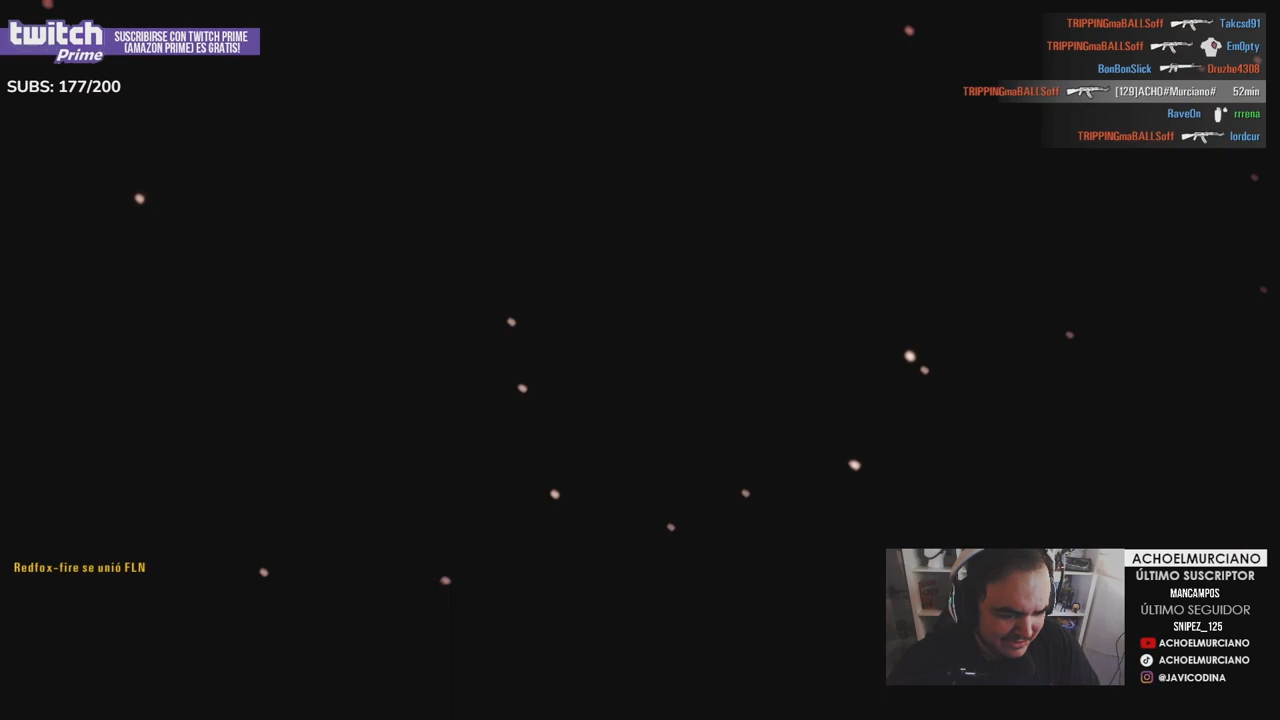 twitch
Prime
SUSCRIBIRSE CON TWITCH PRIME
(AMAZON PRIME) ES GRATIS!
SUBS: 177/200
TRIPPINGmaBALLSoff Takcsd91
TRIPPINGmaBALLSoff Em0pty
BonBonSlick Druzhe4308
TRIPPINGmaBALLSoff [129]ACHO#Murciano# 52min
RaveOn rrrena
TRIPPINGmaBALLSoff lordcur
Redfox-fire se unió FLN
ACHOELMURCIANO
ÚLTIMO SUSCRIPTOR
MANCAMPOS
ÚLTIMO SEGUIDOR
SNIPEZ_125
ACHOELMURCIANO
ACHOELMURCIANO
@JAVICODINA